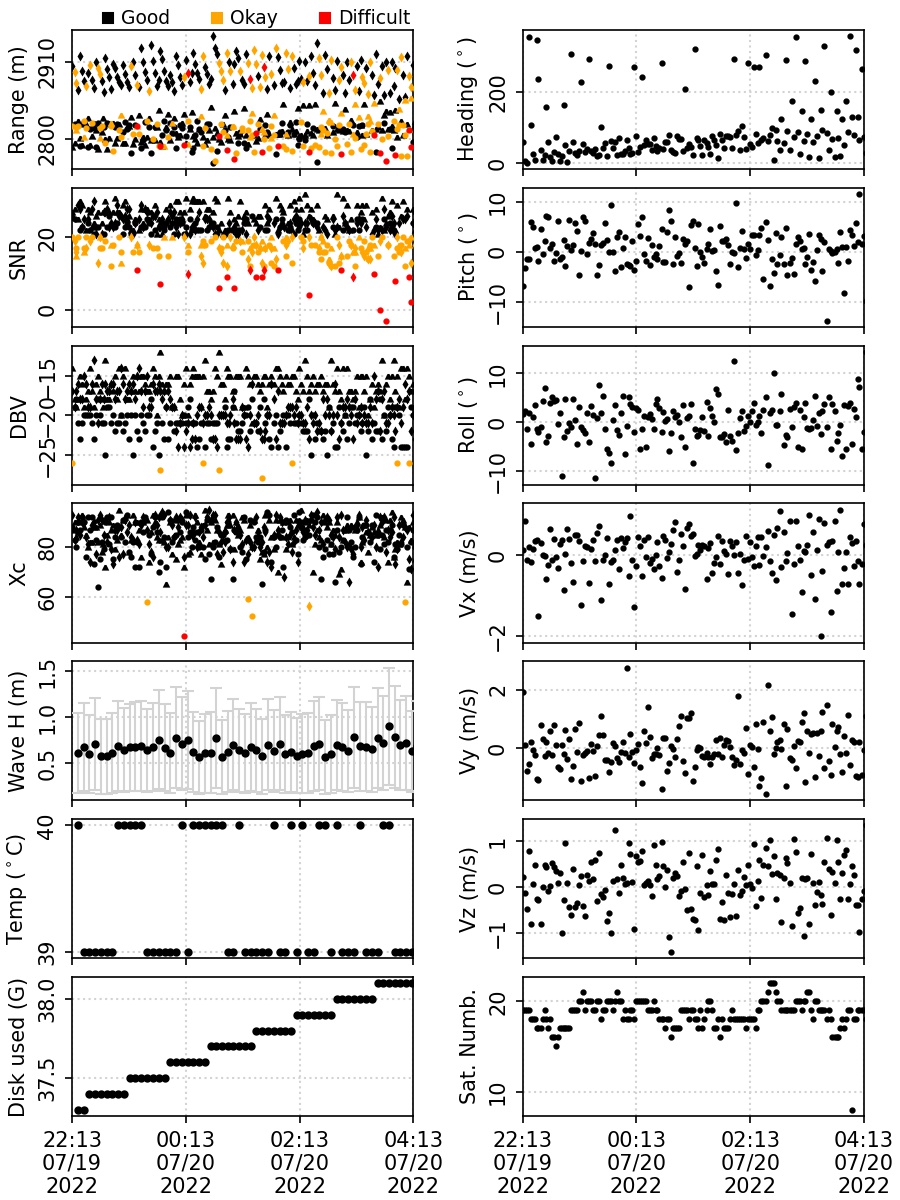 Good Okay Difficult
Range (m)
2910
2800
Heading (°)
200
0
SNR
20
0
Pitch (°)
10
0
−10
DBV
−15
−20
−25
Roll (°)
10
0
−10
Xc
80
60
Vx (m/s)
0
−2
Wave H (m)
1.5
1.0
0.5
Vy (m/s)
2
0
Temp (°C)
40
39
Vz (m/s)
1
0
−1
Disk used (G)
38.0
37.5
Sat. Numb.
20
10
22:13 00:13 02:13 04:13 22:13 00:13 02:13 04:13
07/19 07/20 07/20 07/20 07/19 07/20 07/20 07/20
2022 2022 2022 2022 2022 2022 2022 2022